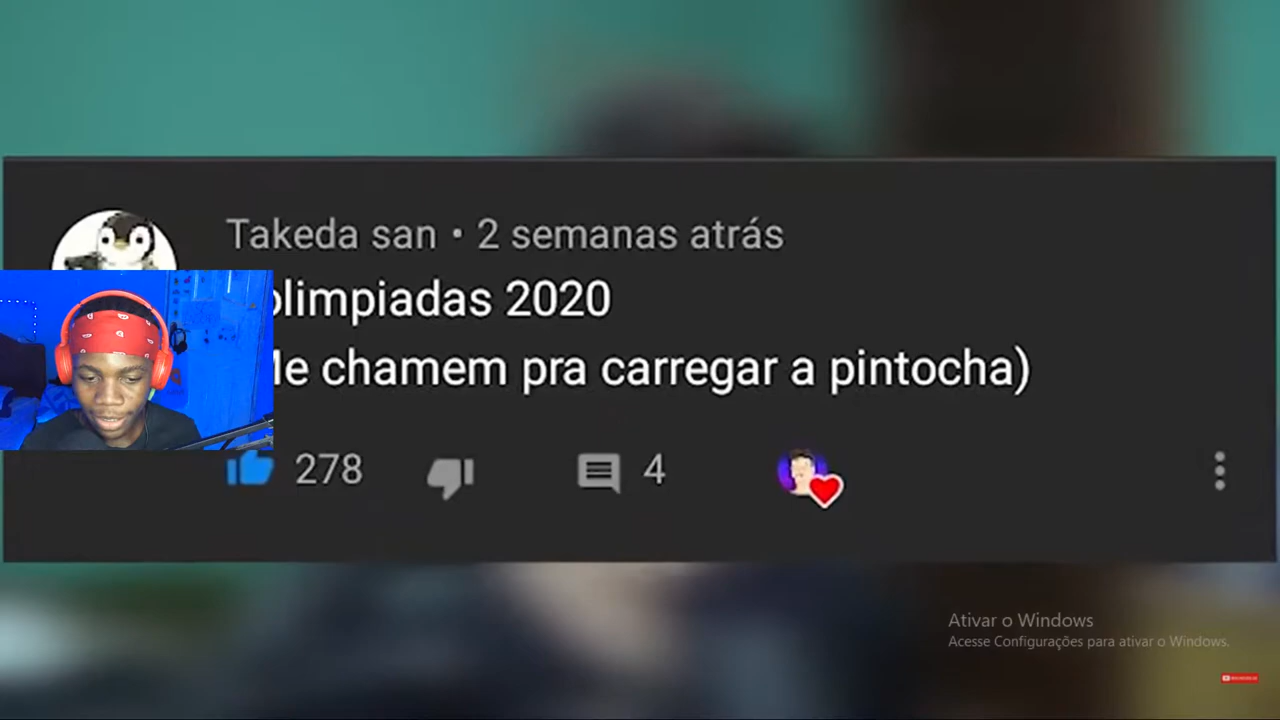 Takeda san • 2 semanas atrás
olimpiadas 2020
Me chamem pra carregar a pintocha)
278
4
Ativar o Windows
Acesse Configurações para ativar o Windows.